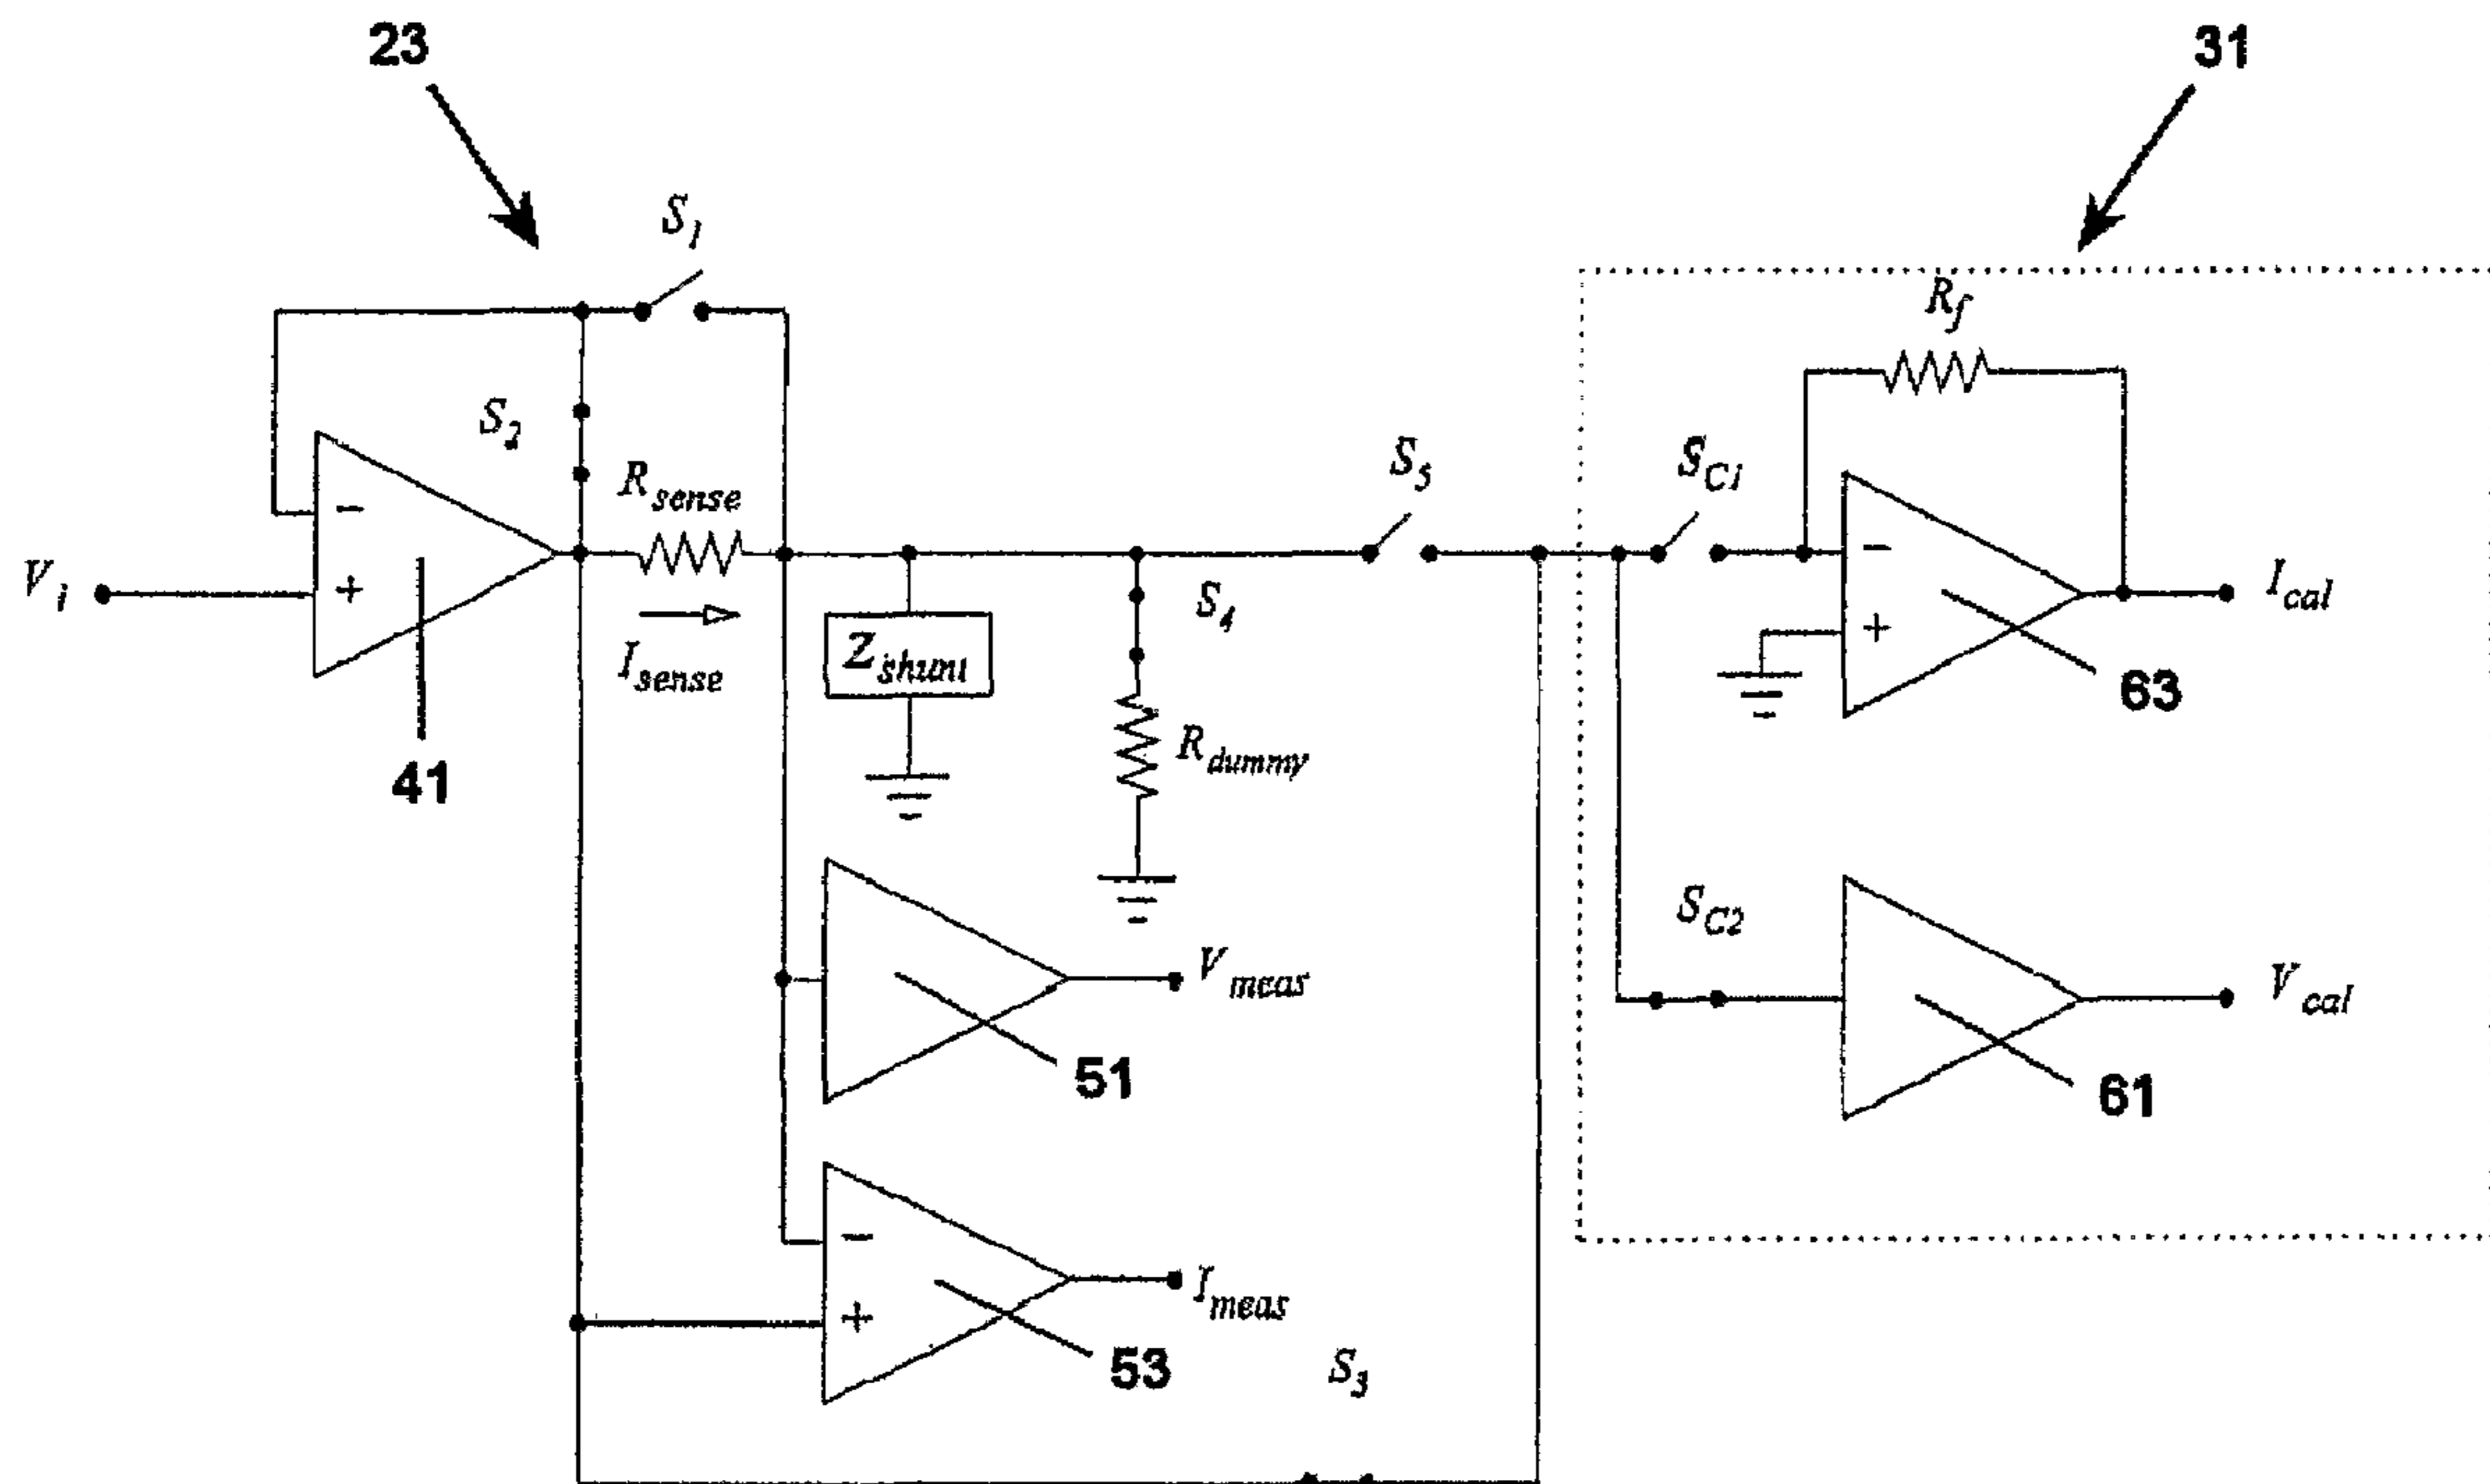 23
31
S1
Rf
S2
Rsense
S5
SC1
−
−
Vi
+
S4
Ical
Zshunt
+
Isense
63
Rdummy
41
SC2
Vmeas
Vcal
51
61
−
Imeas
+
53
S3